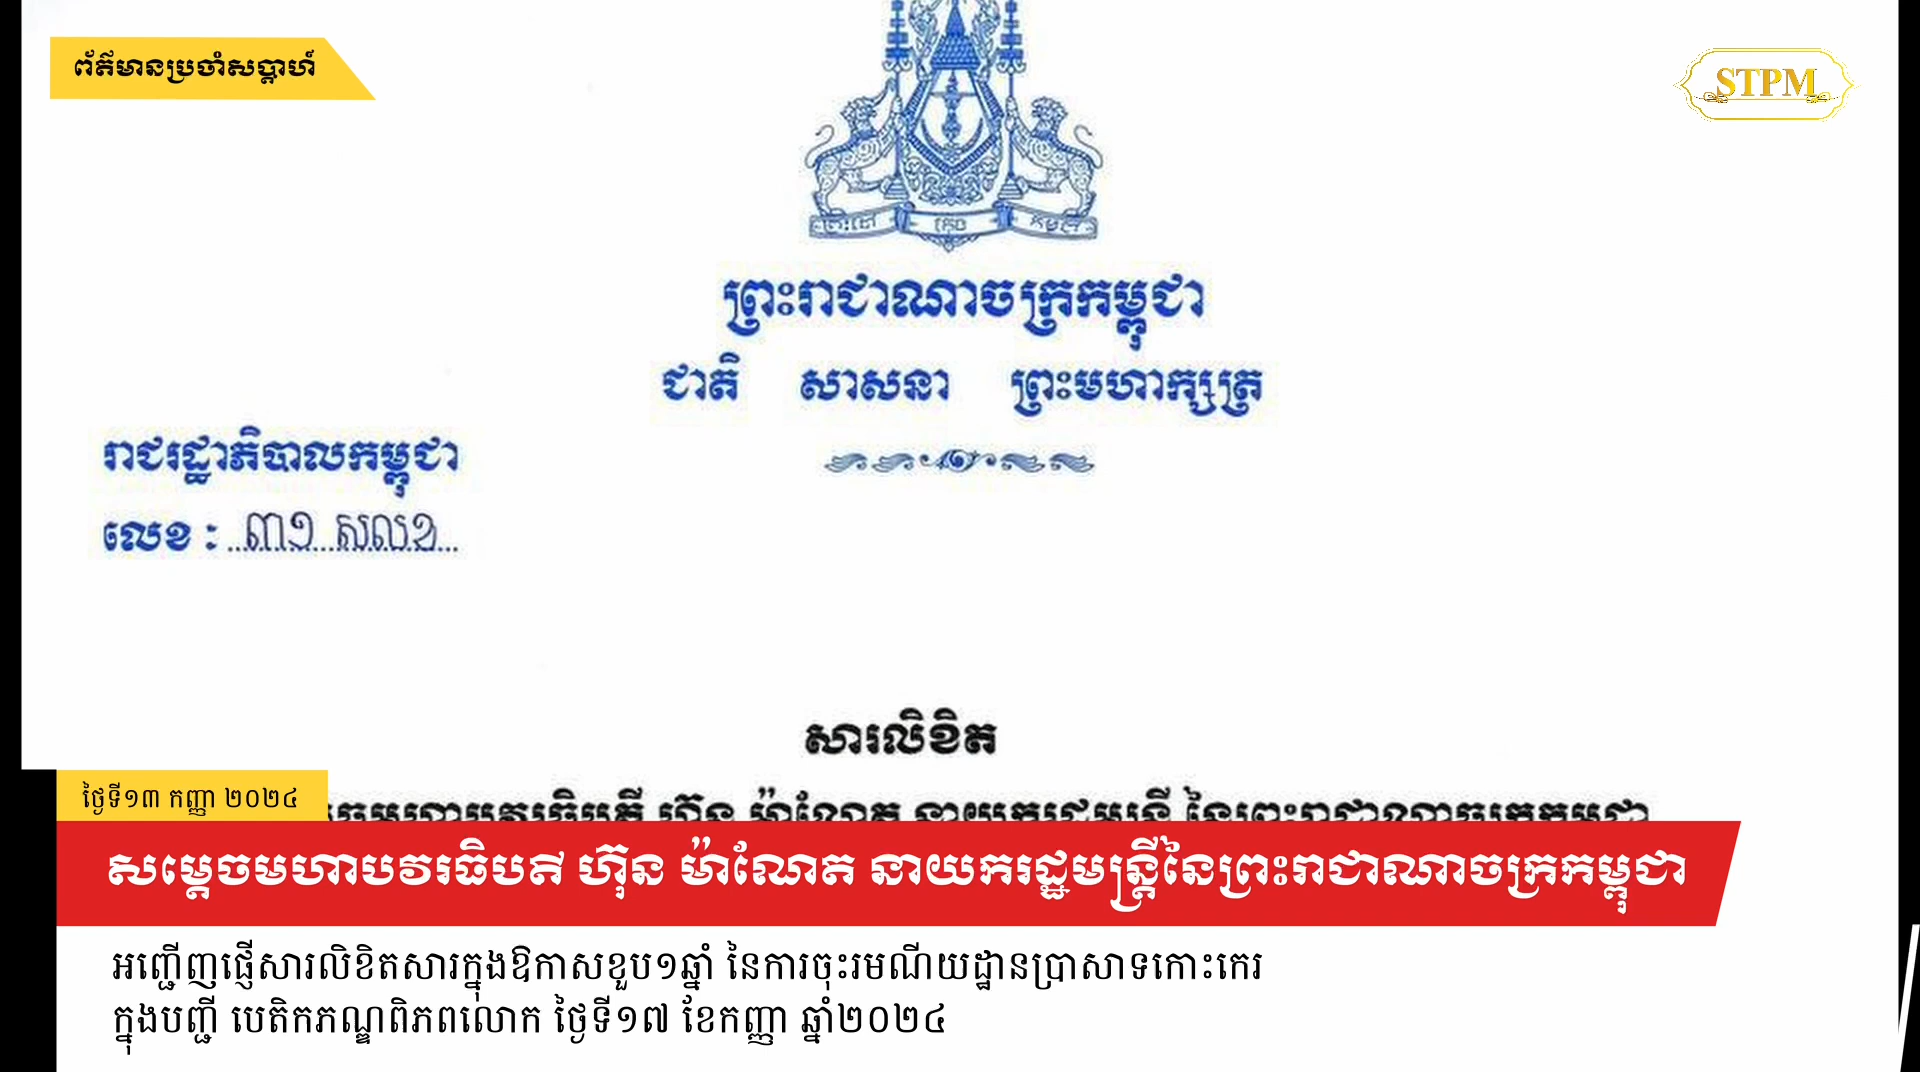 ព័ត៌មានប្រចាំសប្ដាហ៍
STPM
ព្រះរាជាណាចក្រកម្ពុជា
ជាតិ សាសនា ព្រះមហាក្សត្រ
រាជរដ្ឋាភិបាលកម្ពុជា
លេខ : ៣១ សលខ
សារលិខិត
ថ្ងៃទី១៣ កញ្ញា ២០២៤
សម្ដេចមហាបវរធិបតី ហ៊ុន ម៉ាណែត នាយករដ្ឋមន្ត្រីនៃព្រះរាជាណាចក្រកម្ពុជា
អញ្ជើញផ្ញើសារលិខិតសារក្នុងឱកាសខួប១ឆ្នាំ នៃការចុះរមណីយដ្ឋានប្រាសាទកោះកេរ
ក្នុងបញ្ជី បេតិកភណ្ឌពិភពលោក ថ្ងៃទី១៧ ខែកញ្ញា ឆ្នាំ២០២៤